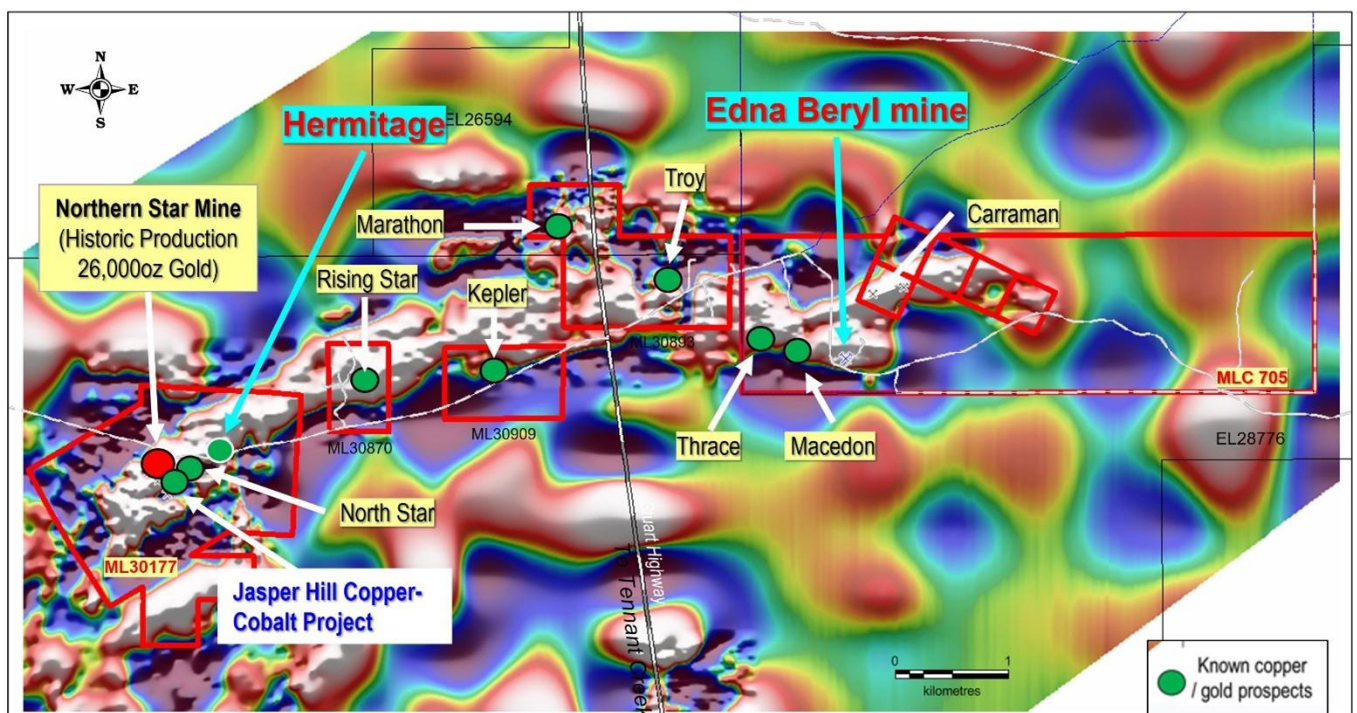 N
W
E
S
Hermitage
EL26594
Edna Beryl mine
Northern Star Mine
(Historic Production
26,000oz Gold)
Marathon
Troy
Carraman
Rising Star
Kepler
ML30893
MLC 705
ML30870
ML30909
Thrace
Macedon
EL28776
North Star
ML30177
Jasper Hill Copper-
Cobalt Project
Stuart Highway
To Tennant Creek
0
1
kilometres
Known copper
/ gold prospects